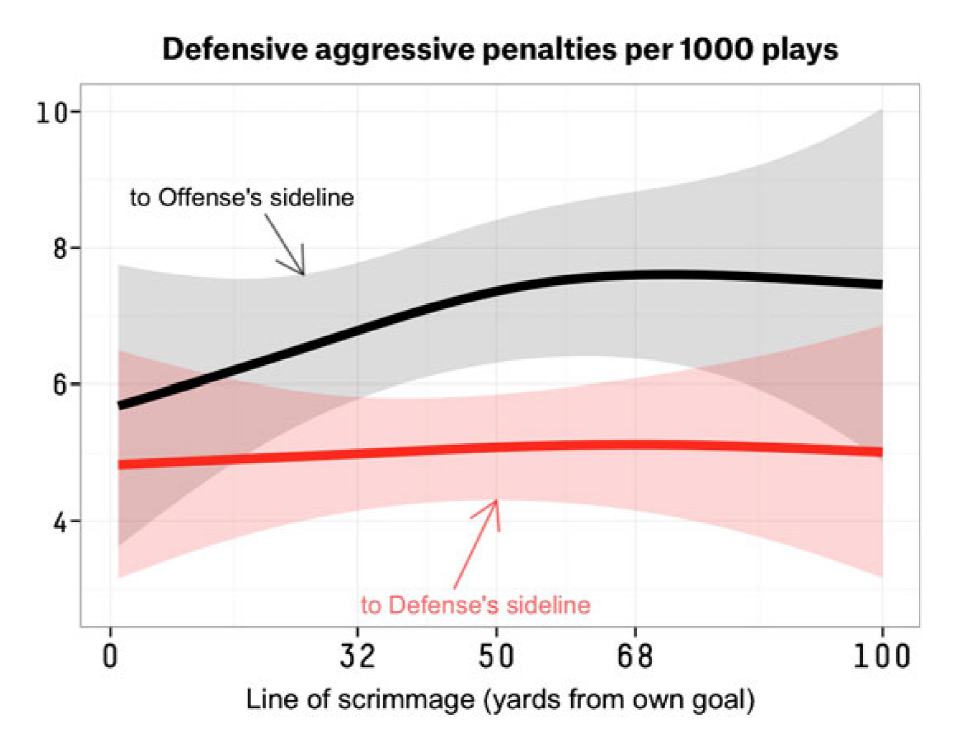 Defensive aggressive penalties per 1000 plays
10
to Offense's sideline
8
6
4
to Defense's sideline
0 32 50 68 100
Line of scrimmage (yards from own goal)